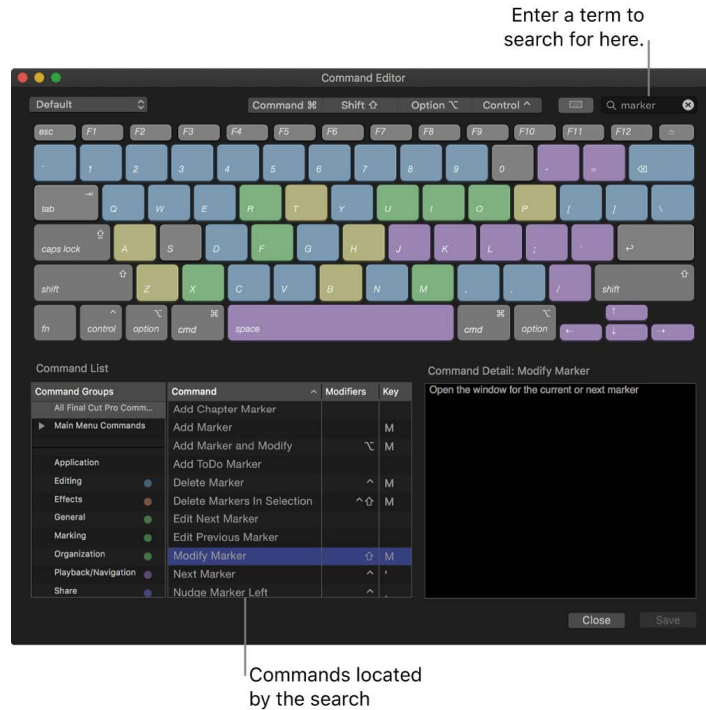 Enter a term to
search for here.
Command Editor
Default
Command ⌘ Shift ⇧ Option ⌥ Control ^
marker
esc F1 F2 F3 F4 F5 F6 F7 F8 F9 F10 F11 F12
` 1 2 3 4 5 6 7 8 9 0 - = ⌫
tab ⇥ Q W E R T Y U I O P [ ] \
caps lock ⇪ A S D F G H J K L ; ' ↩
shift ⇧ Z X C V B N M , . / shift ⇧
fn control ^ option ⌥ cmd ⌘ space cmd ⌘ option ⌥ ← ↑ ↓ →
Command List
Command Detail: Modify Marker
Command Groups
All Final Cut Pro Comm...
Main Menu Commands
Application
Editing
Effects
General
Marking
Organization
Playback/Navigation
Share
Command Modifiers Key
Add Chapter Marker
Add Marker M
Add Marker and Modify ⌥ M
Add ToDo Marker
Delete Marker ^ M
Delete Markers In Selection ^⇧ M
Edit Next Marker
Edit Previous Marker
Modify Marker ⇧ M
Next Marker ^ '
Nudge Marker Left ^ ,
Open the window for the current or next marker
Close Save
Commands located
by the search